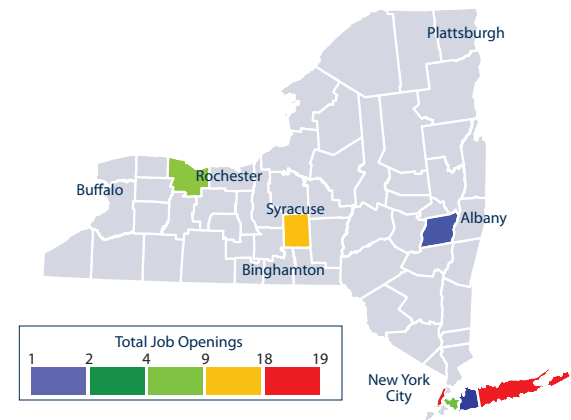 Plattsburgh
Rochester
Buffalo
Syracuse
Albany
Binghamton
Total Job Openings
1 2 4 9 18 19
New York
City